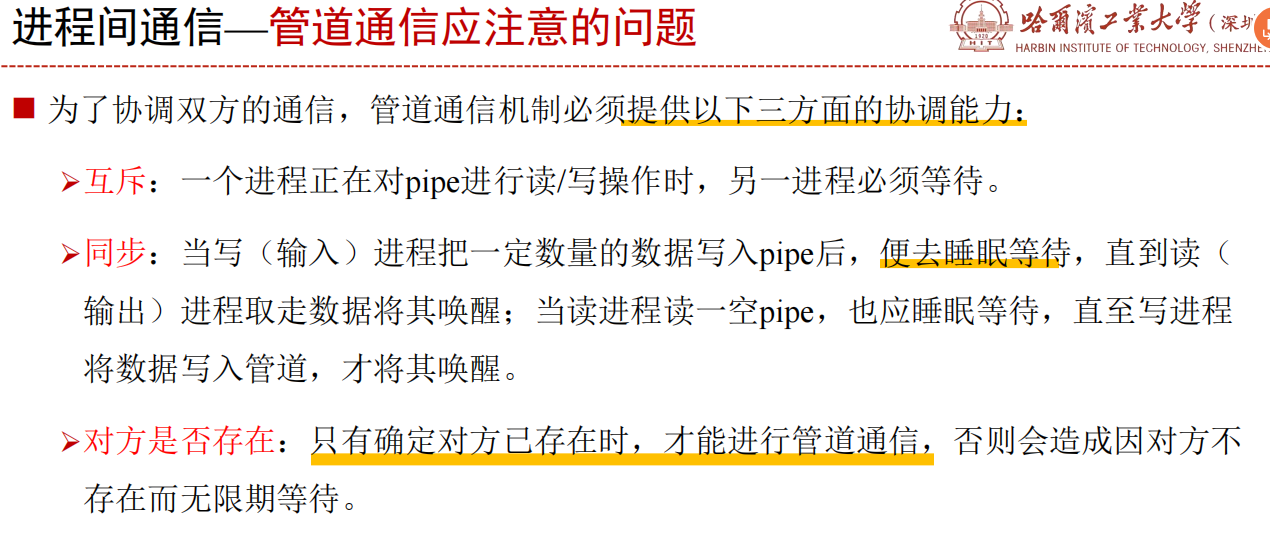 进程间通信—管道通信应注意的问题
哈尔滨工业大学（深圳
HARBIN INSTITUTE OF TECHNOLOGY, SHENZHE
1920
HIT
■ 为了协调双方的通信，管道通信机制必须提供以下三方面的协调能力：
➢互斥：一个进程正在对pipe进行读/写操作时，另一进程必须等待。
➢同步：当写（输入）进程把一定数量的数据写入pipe后，便去睡眠等待，直到读（
输出）进程取走数据将其唤醒；当读进程读一空pipe，也应睡眠等待，直至写进程
将数据写入管道，才将其唤醒。
➢对方是否存在：只有确定对方已存在时，才能进行管道通信，否则会造成因对方不
存在而无限期等待。